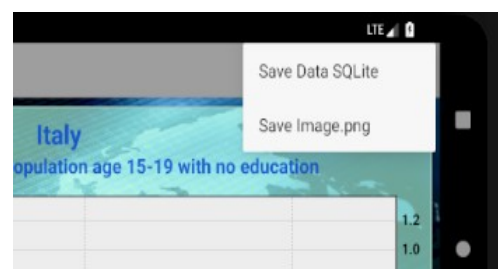 LTE
Save Data SQLite
Save Image.png
Italy
opulation age 15-19 with no education
1.2
1.0